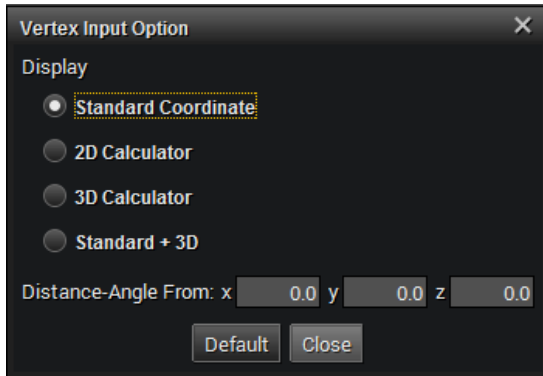 Vertex Input Option
Display
Standard Coordinate
2D Calculator
3D Calculator
Standard + 3D
Distance-Angle From: x 0.0 y 0.0 z 0.0
Default Close